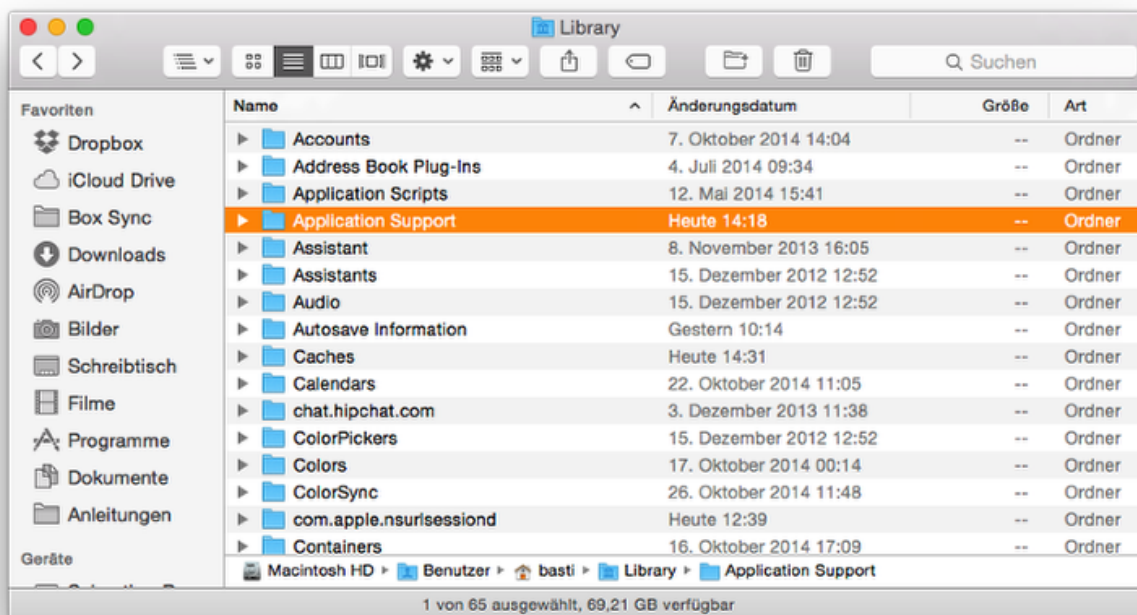 Library
Suchen
Favoriten
Dropbox
iCloud Drive
Box Sync
Downloads
AirDrop
Bilder
Schreibtisch
Filme
Programme
Dokumente
Anleitungen
Geräte
Name Änderungsdatum Größe Art
Accounts 7. Oktober 2014 14:04 -- Ordner
Address Book Plug-Ins 4. Juli 2014 09:34 -- Ordner
Application Scripts 12. Mai 2014 15:41 -- Ordner
Application Support Heute 14:18 -- Ordner
Assistant 8. November 2013 16:05 -- Ordner
Assistants 15. Dezember 2012 12:52 -- Ordner
Audio 15. Dezember 2012 12:52 -- Ordner
Autosave Information Gestern 10:14 -- Ordner
Caches Heute 14:31 -- Ordner
Calendars 22. Oktober 2014 11:05 -- Ordner
chat.hipchat.com 3. Dezember 2013 11:38 -- Ordner
ColorPickers 15. Dezember 2012 12:52 -- Ordner
Colors 17. Oktober 2014 00:14 -- Ordner
ColorSync 26. Oktober 2014 11:48 -- Ordner
com.apple.nsurlsessiond Heute 12:39 -- Ordner
Containers 16. Oktober 2014 17:09 -- Ordner
Macintosh HD ▸ Benutzer ▸ basti ▸ Library ▸ Application Support
1 von 65 ausgewählt, 69,21 GB verfügbar